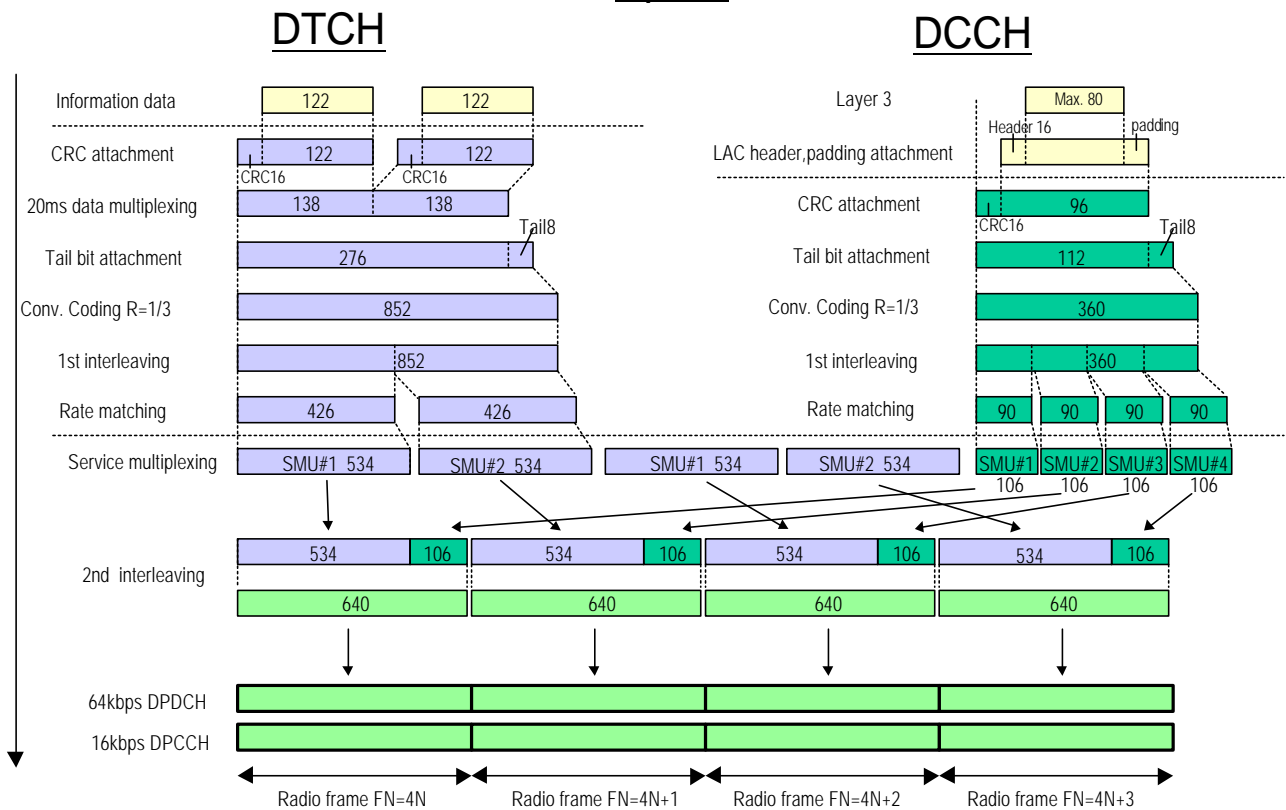 DTCH
DCCH
Information data
122
122
Layer 3
Max. 80
Header 16
padding
CRC attachment
122
122
LAC header,padding attachment
CRC16
CRC16
20ms data multiplexing
138
138
CRC attachment
96
CRC16
Tail8
Tail8
Tail bit attachment
276
Tail bit attachment
112
Conv. Coding R=1/3
852
Conv. Coding R=1/3
360
1st interleaving
852
1st interleaving
360
Rate matching
426
426
Rate matching
90
90
90
90
Service multiplexing
SMU#1 534
SMU#2 534
SMU#1 534
SMU#2 534
SMU#1
SMU#2
SMU#3
SMU#4
106
106
106
106
2nd interleaving
534
106
534
106
534
106
534
106
640
640
640
640
64kbps DPDCH
16kbps DPCCH
Radio frame FN=4N
Radio frame FN=4N+1
Radio frame FN=4N+2
Radio frame FN=4N+3